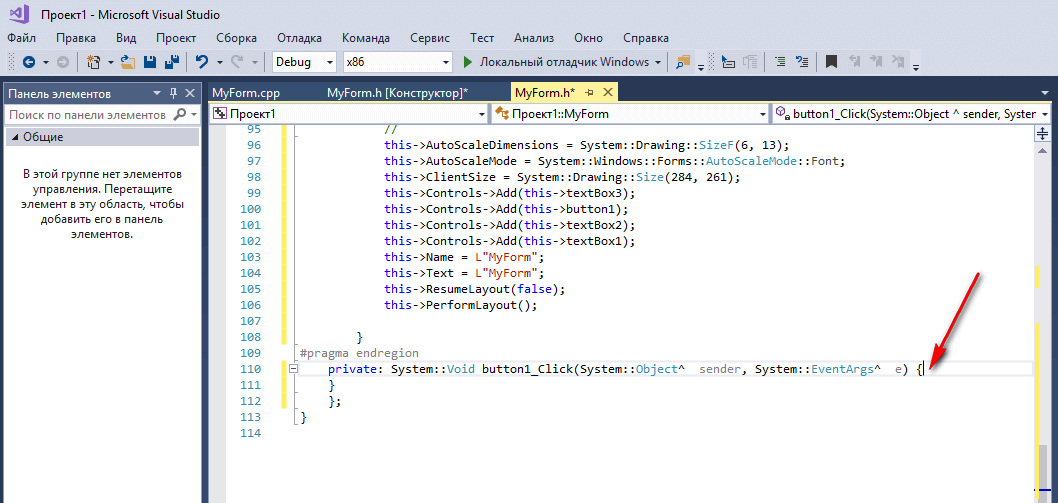 Проект1 - Microsoft Visual Studio
Файл Правка Вид Проект Сборка Отладка Команда Сервис Тест Анализ Окно Справка
Debug x86 Локальный отладчик Windows
Панель элементов
MyForm.cpp MyForm.h [Конструктор]* MyForm.h*
Поиск по панели элементов
Проект1 Проект1::MyForm button1_Click(System::Object ^ sender, System
Общие
В этой группе нет элементов
управления. Перетащите
элемент в эту область, чтобы
добавить его в панель
элементов.
95 //
96 this->AutoScaleDimensions = System::Drawing::SizeF(6, 13);
97 this->AutoScaleMode = System::Windows::Forms::AutoScaleMode::Font;
98 this->ClientSize = System::Drawing::Size(284, 261);
99 this->Controls->Add(this->textBox3);
100 this->Controls->Add(this->button1);
101 this->Controls->Add(this->textBox2);
102 this->Controls->Add(this->textBox1);
103 this->Name = L"MyForm";
104 this->Text = L"MyForm";
105 this->ResumeLayout(false);
106 this->PerformLayout();
107
108 }
109 #pragma endregion
110 private: System::Void button1_Click(System::Object^  sender, System::EventArgs^  e) {
111 }
112 };
113 }
114